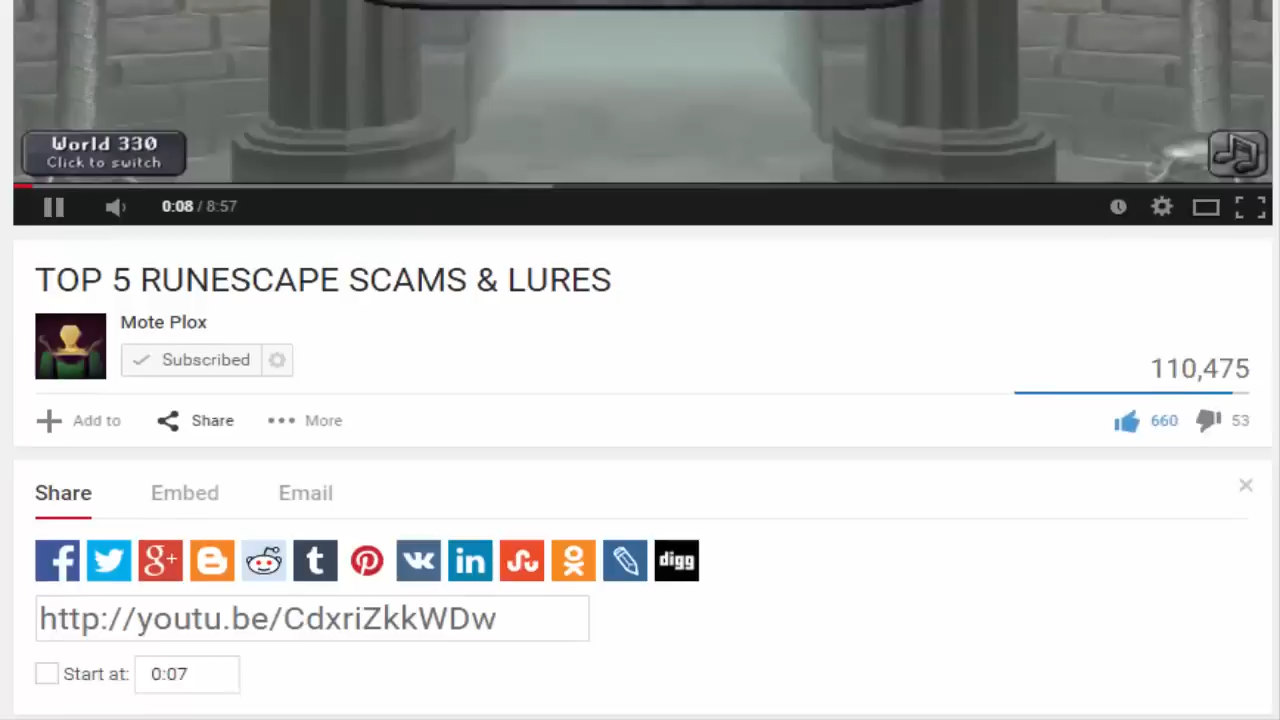 World 330
Click to switch
0:08 / 8:57
TOP 5 RUNESCAPE SCAMS & LURES
Mote Plox
Subscribed
110,475
Add to
Share
More
660
53
Share
Embed
Email
g+
t
in
digg
http://youtu.be/CdxriZkkWDw
Start at:
0:07